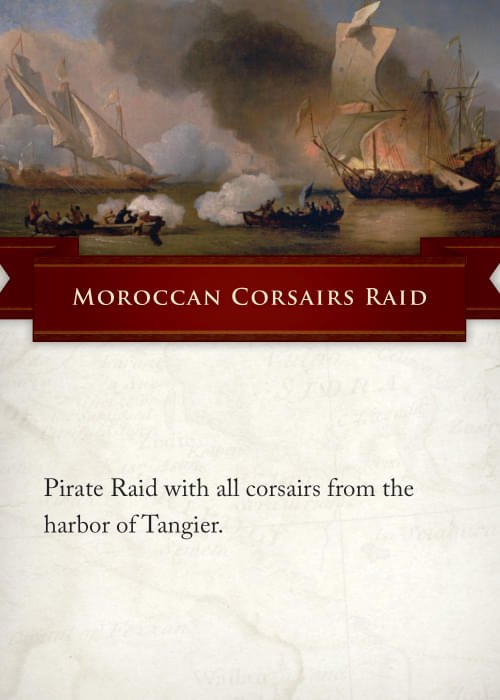 Moroccan Corsairs Raid
Pirate Raid with all corsairs from the
harbor of Tangier.